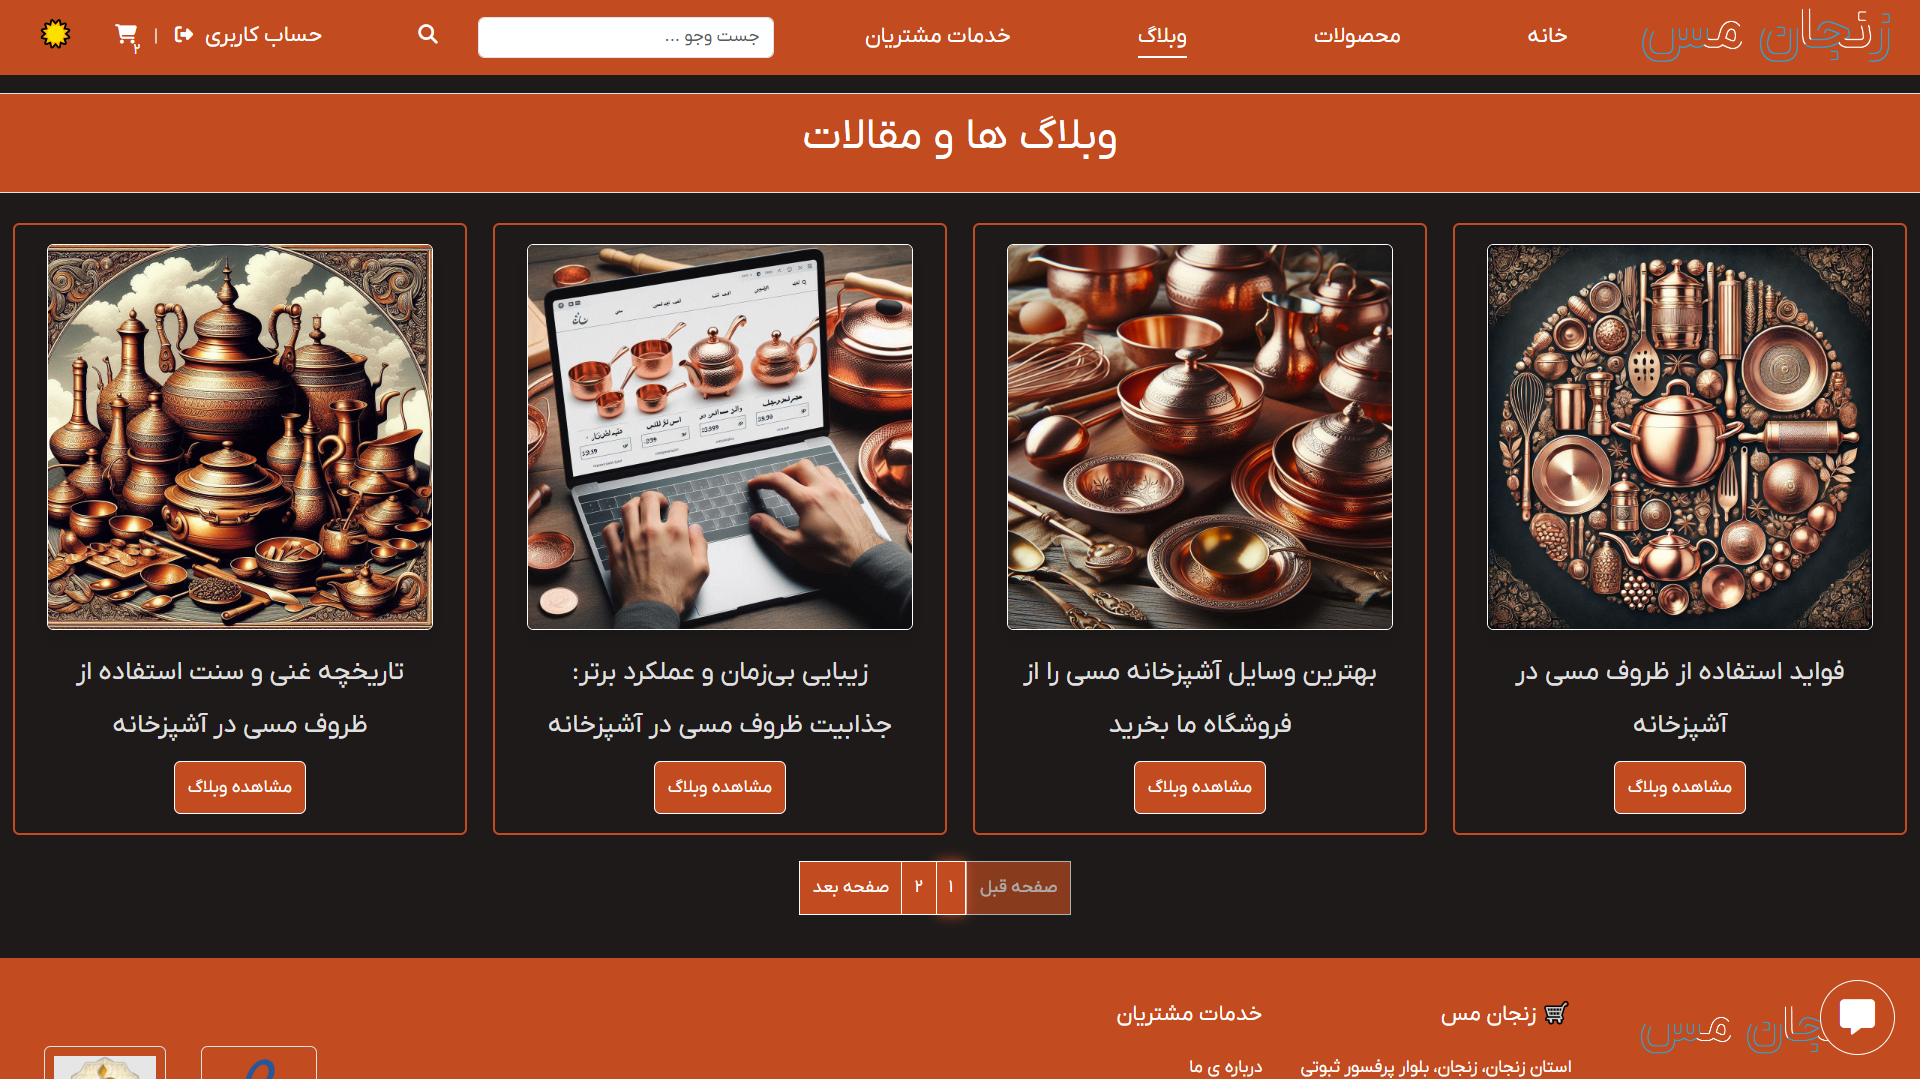 زنجان مس
خانه
محصولات
وبلاگ
خدمات مشتریان
جست وجو ...
حساب کاربری
|
۲
وبلاگ ها و مقالات
فواید استفاده از ظروف مسی در
آشپزخانه
مشاهده وبلاگ
بهترین وسایل آشپزخانه مسی را از
فروشگاه ما بخرید
مشاهده وبلاگ
زیبایی بی‌زمان و عملکرد برتر:
جذابیت ظروف مسی در آشپزخانه
مشاهده وبلاگ
تاریخچه غنی و سنت استفاده از
ظروف مسی در آشپزخانه
مشاهده وبلاگ
صفحه قبل
۱
۲
صفحه بعد
زنجان مس
استان زنجان، زنجان، بلوار پرفسور ثبوتی
خدمات مشتریان
درباره ی ما